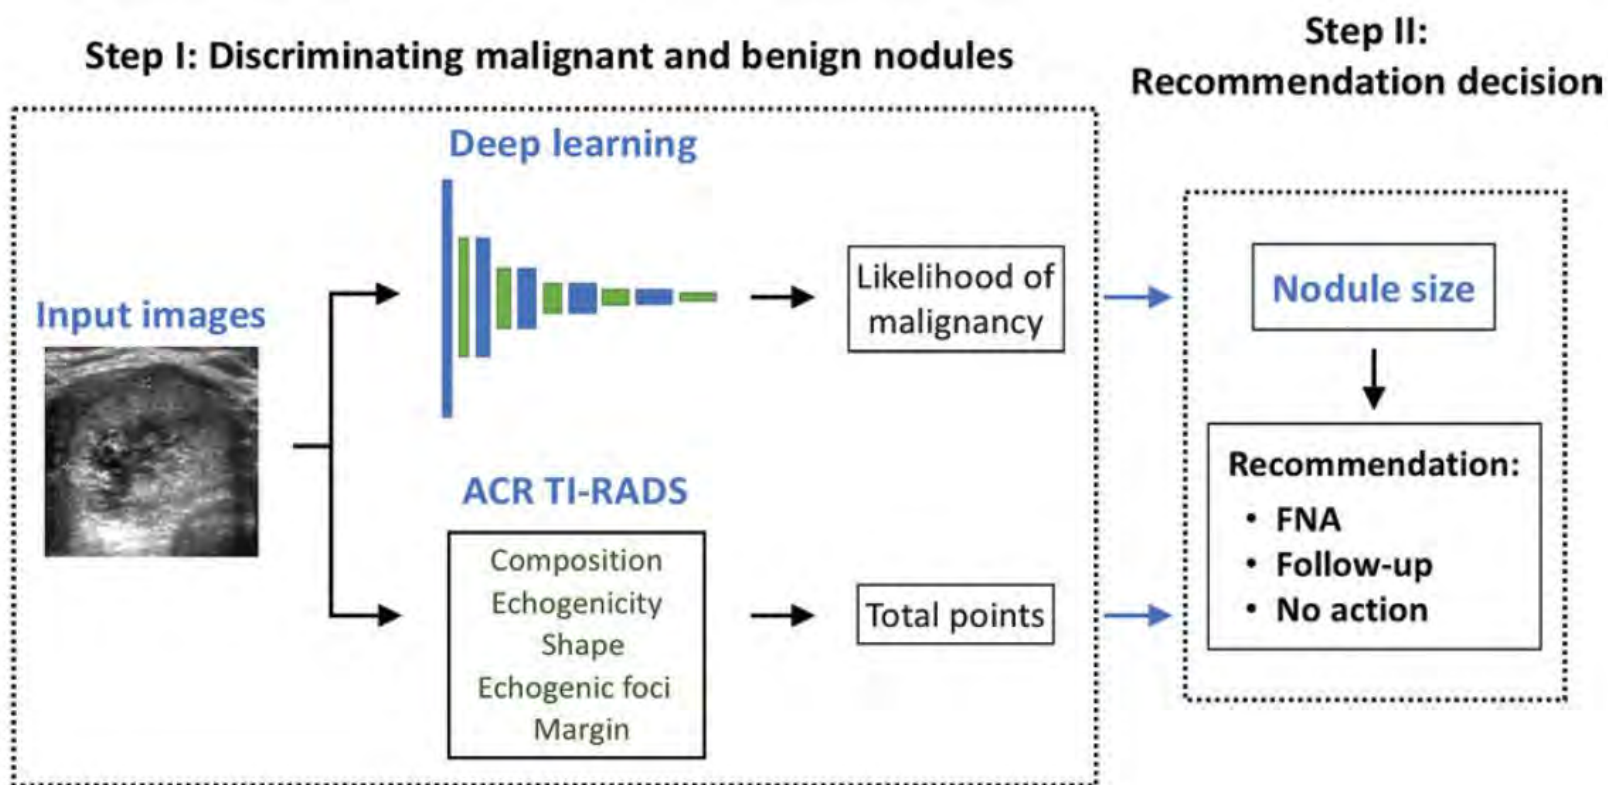 Step I: Discriminating malignant and benign nodules
Step II:
Recommendation decision
Deep learning
Input images
Likelihood of
malignancy
ACR TI-RADS
Composition
Echogenicity
Shape
Echogenic foci
Margin
Total points
Nodule size
Recommendation:
• FNA
• Follow-up
• No action